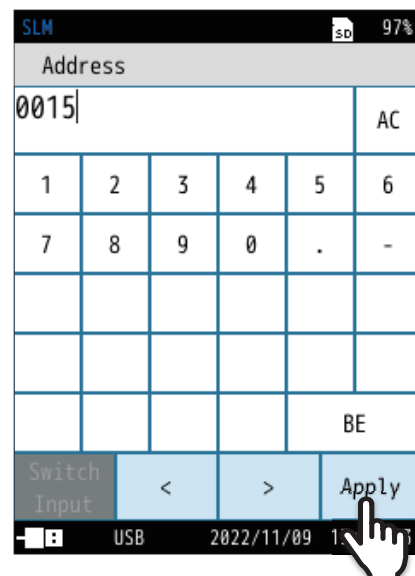 SLM SD 97%
Address
0015 AC
1 2 3 4 5 6
7 8 9 0 . -
BE
Switch Input < > Apply
USB 2022/11/09